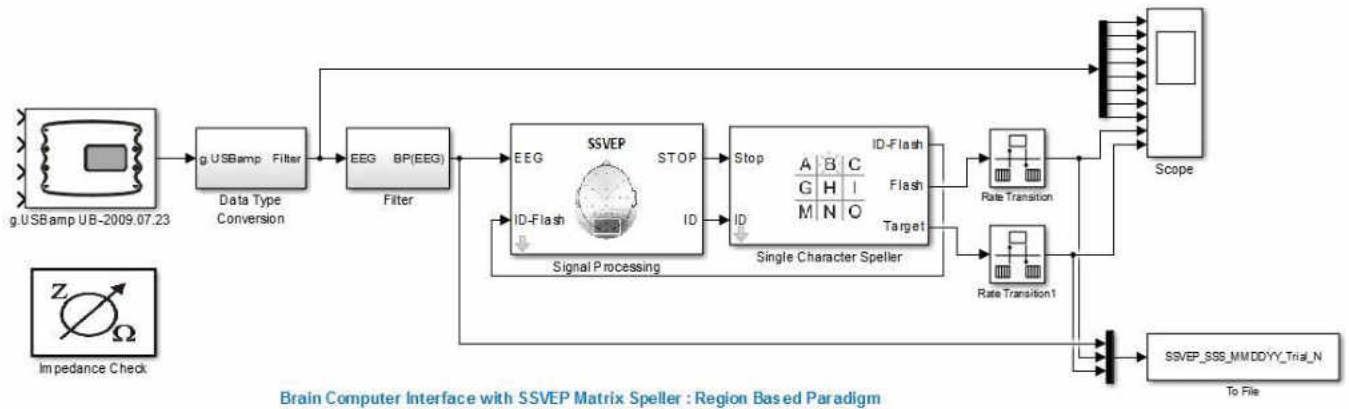 g.USBamp UB-2009.07.23
g.USBamp Filter
Data Type
Conversion
EEG BP(EEG)
Filter
SSVEP
EEG
STOP
ID-Flash
ID
Signal Processing
Stop
ID
A B C
G H I
M N O
ID-Flash
Flash
Target
Single Character Speller
Rate Transition
Rate Transition1
Scope
Z
Ω
Impedance Check
SSVEP_SSS_MMDDYY_Trial_N
To File
Brain Computer Interface with SSVEP Matrix Speller : Region Based Paradigm